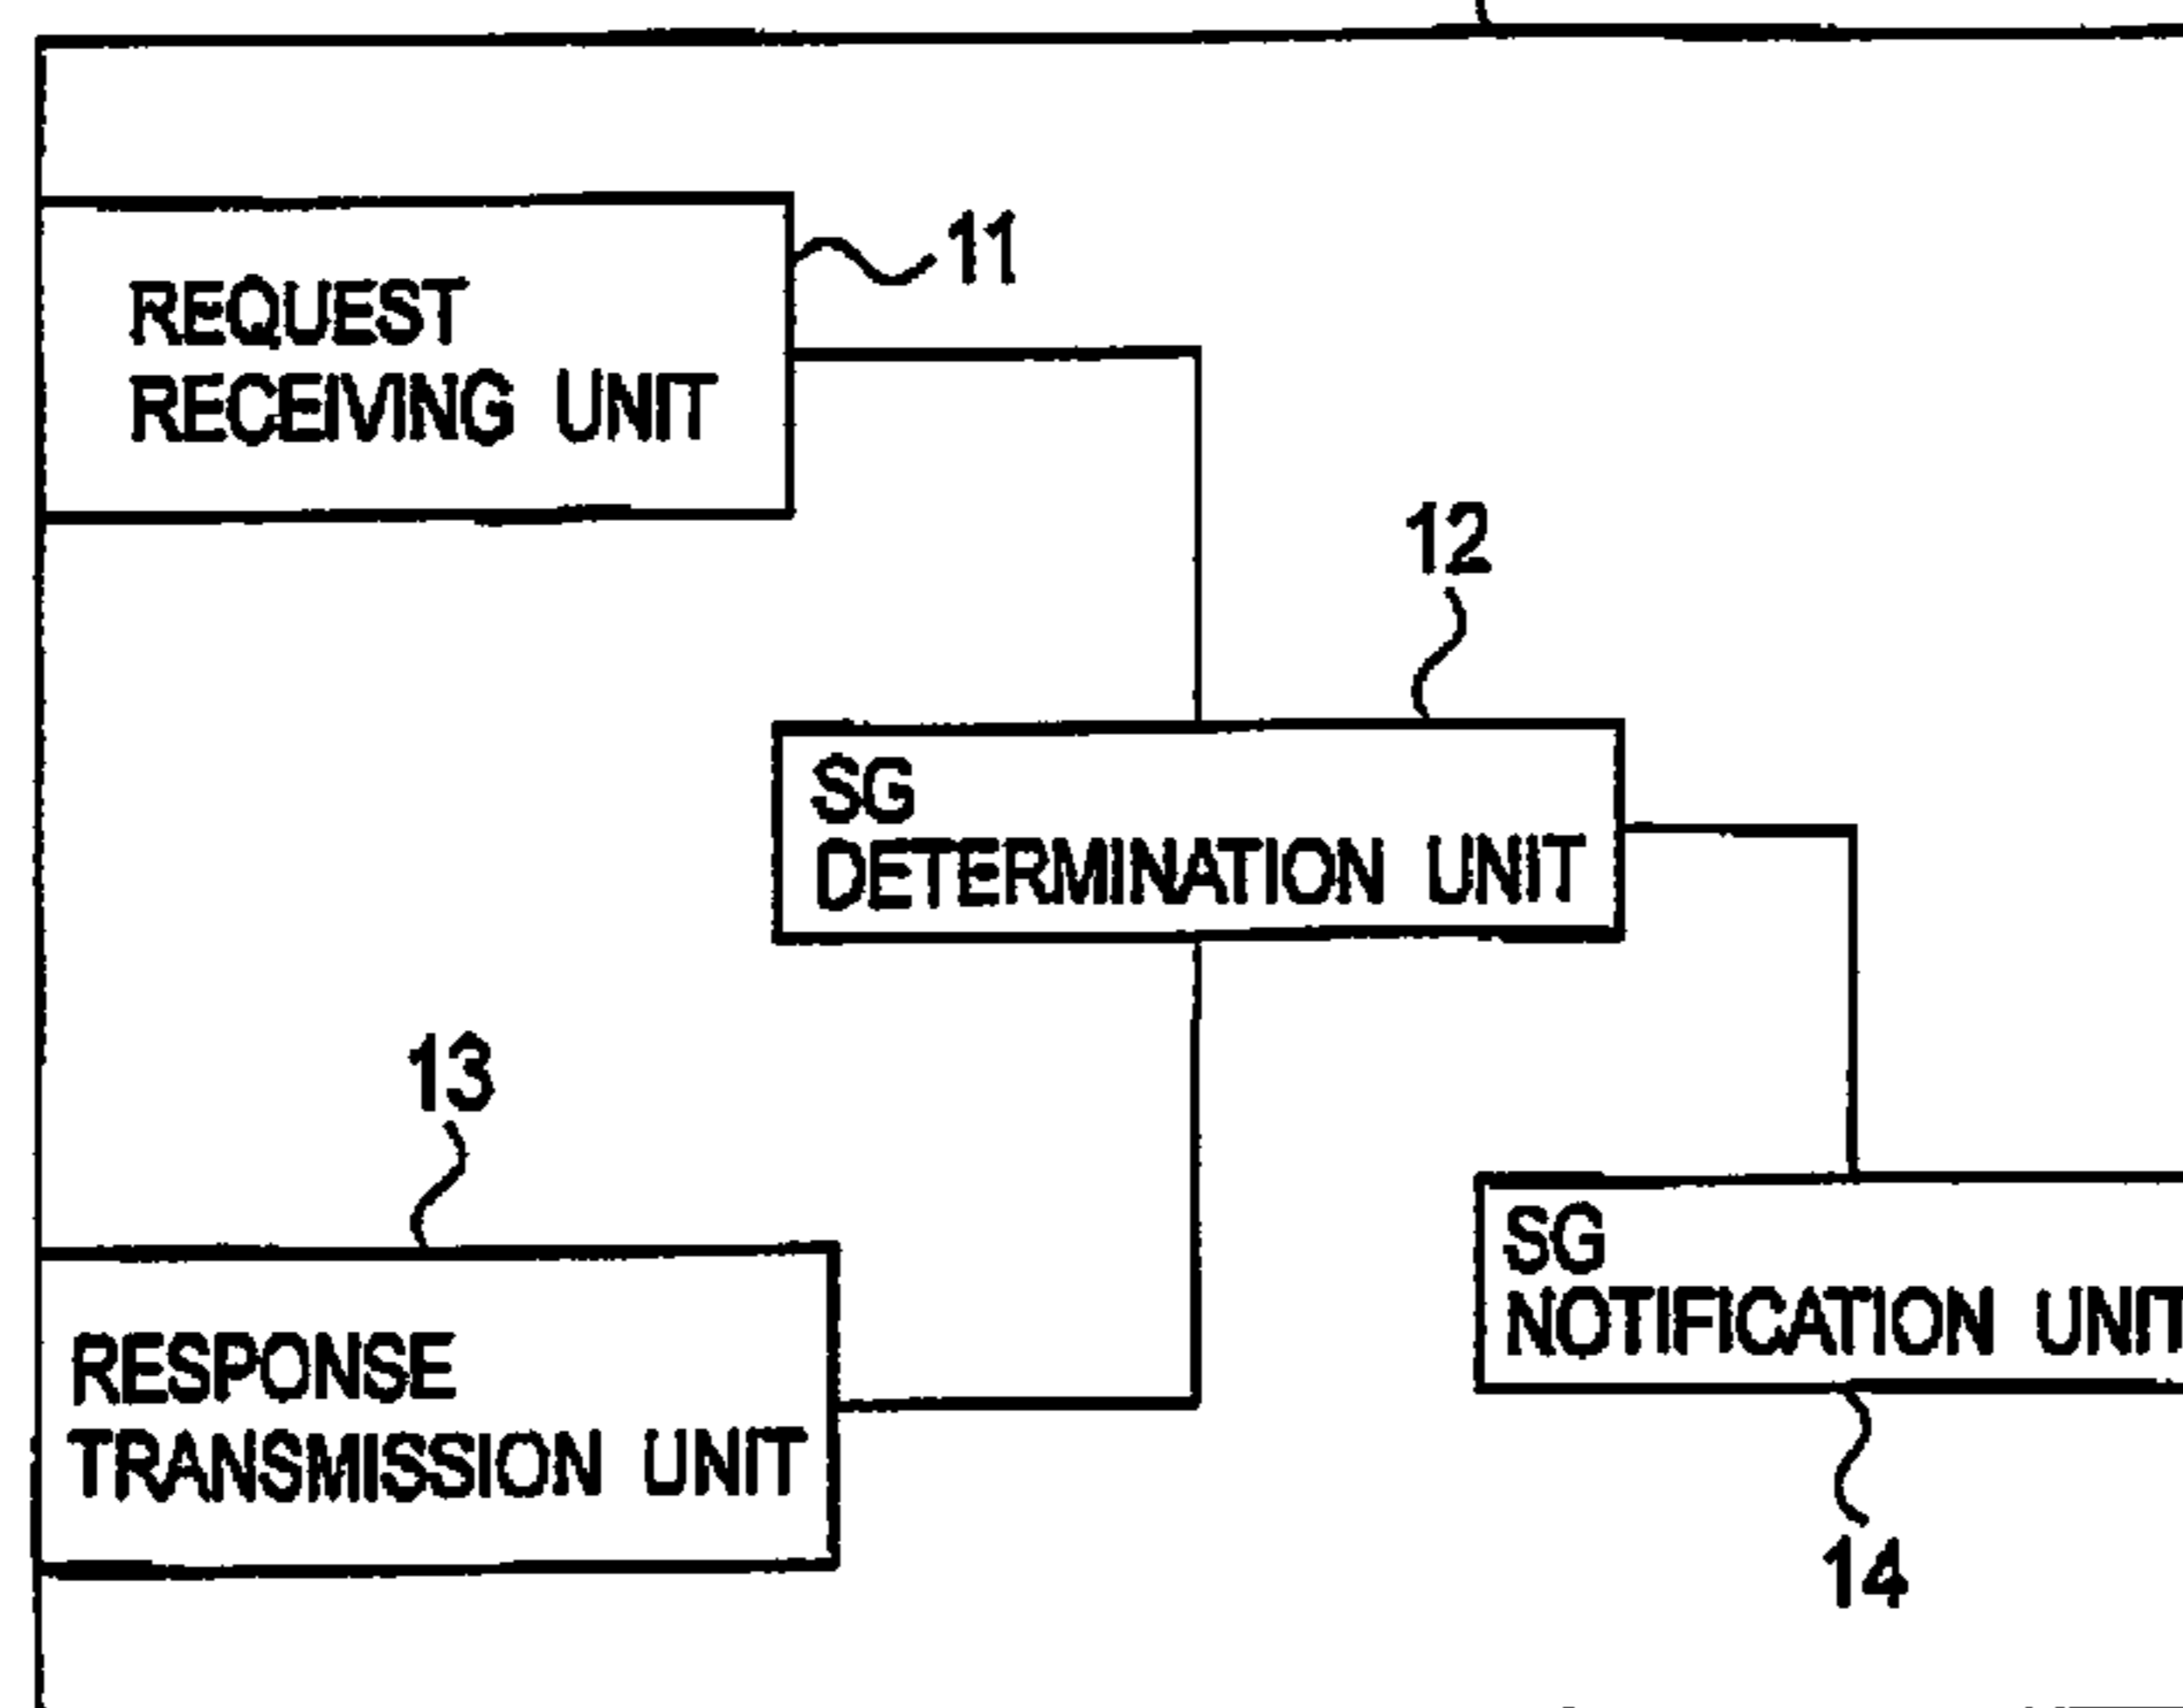 11
REQUEST
RECEIVING UNIT
12
SG
DETERMINATION UNIT
13
RESPONSE
TRANSMISSION UNIT
SG
NOTIFICATION UNIT
14